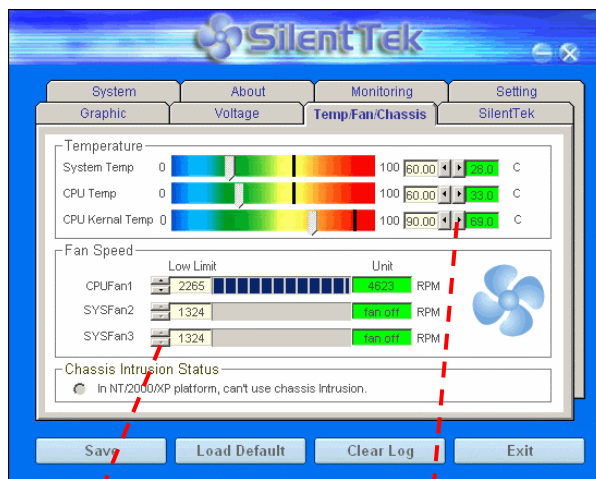 SilentTek
System About Monitoring Setting
Graphic Voltage Temp/Fan/Chassis SilentTek
Temperature
System Temp 0 100 60.00 28.0 C
CPU Temp 0 100 60.00 33.0 C
CPU Kernal Temp 0 100 90.00 69.0 C
Fan Speed
Low Limit Unit
CPUFan1 2265 4623 RPM
SYSFan2 1324 fan off RPM
SYSFan3 1324 fan off RPM
Chassis Intrusion Status
In NT/2000/XP platform, can't use chassis Intrusion.
Save Load Default Clear Log Exit